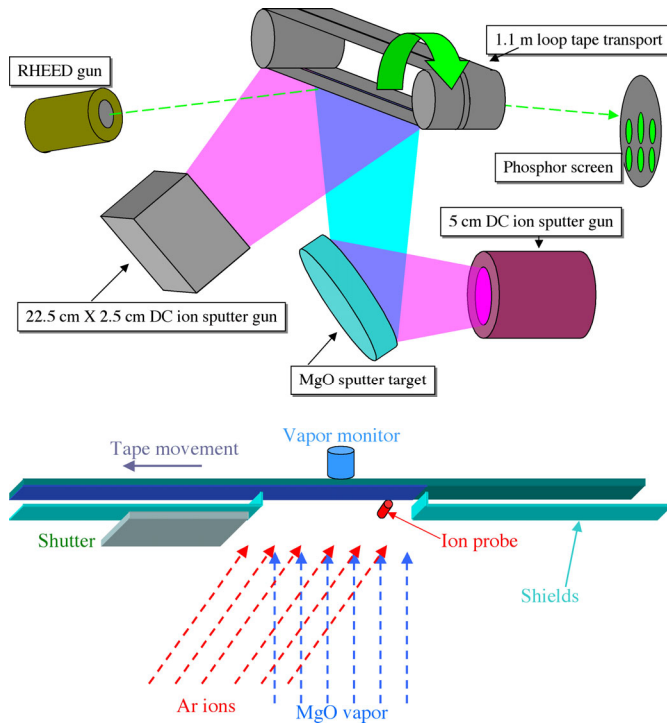 1.1 m loop tape transport
RHEED gun
Phosphor screen
5 cm DC ion sputter gun
22.5 cm X 2.5 cm DC ion sputter gun
MgO sputter target
Vapor monitor
Tape movement
Shutter
Ion probe
Shields
Ar ions
MgO vapor